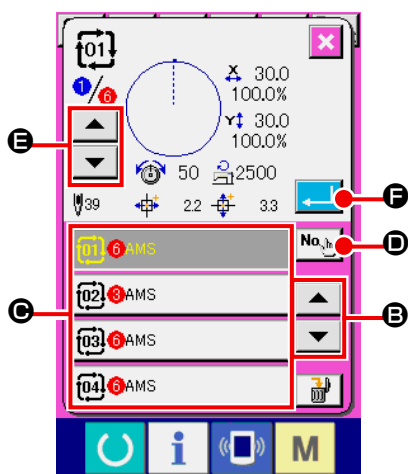 01
X 30.0
100.0%
1/6
Y 30.0
100.0%
E
50 2500
39 2.2 3.3
F
No.
D
01 6 AMS
02 3 AMS
B
C
03 6 AMS
04 6 AMS
i M